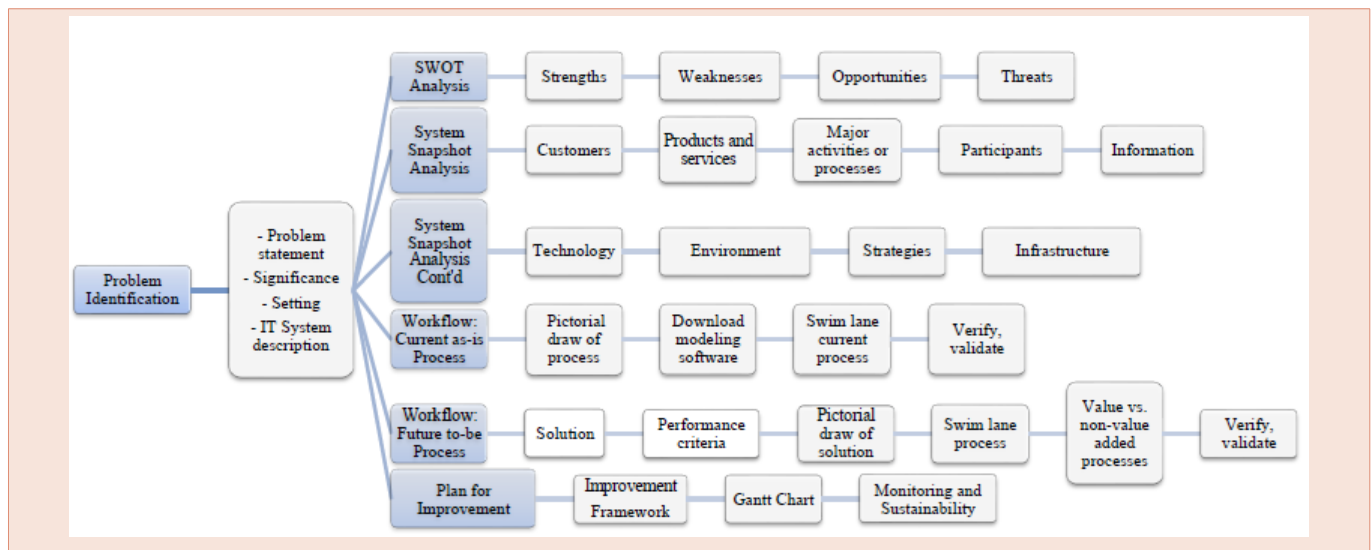 Problem
Identification
- Problem
statement
- Significance
- Setting
- IT System
description
SWOT
Analysis
Strengths
Weaknesses
Opportunities
Threats
System
Snapshot
Analysis
Customers
Products and
services
Major
activities or
processes
Participants
Information
System
Snapshot
Analysis
Cont'd
Technology
Environment
Strategies
Infrastructure
Workflow:
Current as-is
Process
Pictorial
draw of
process
Download
modeling
software
Swim lane
current
process
Verify,
validate
Workflow:
Future to-be
Process
Solution
Performance
criteria
Pictorial
draw of
solution
Swim lane
process
Value vs.
non-value
added
processes
Verify,
validate
Plan for
Improvement
Improvement
Framework
Gantt Chart
Monitoring and
Sustainability